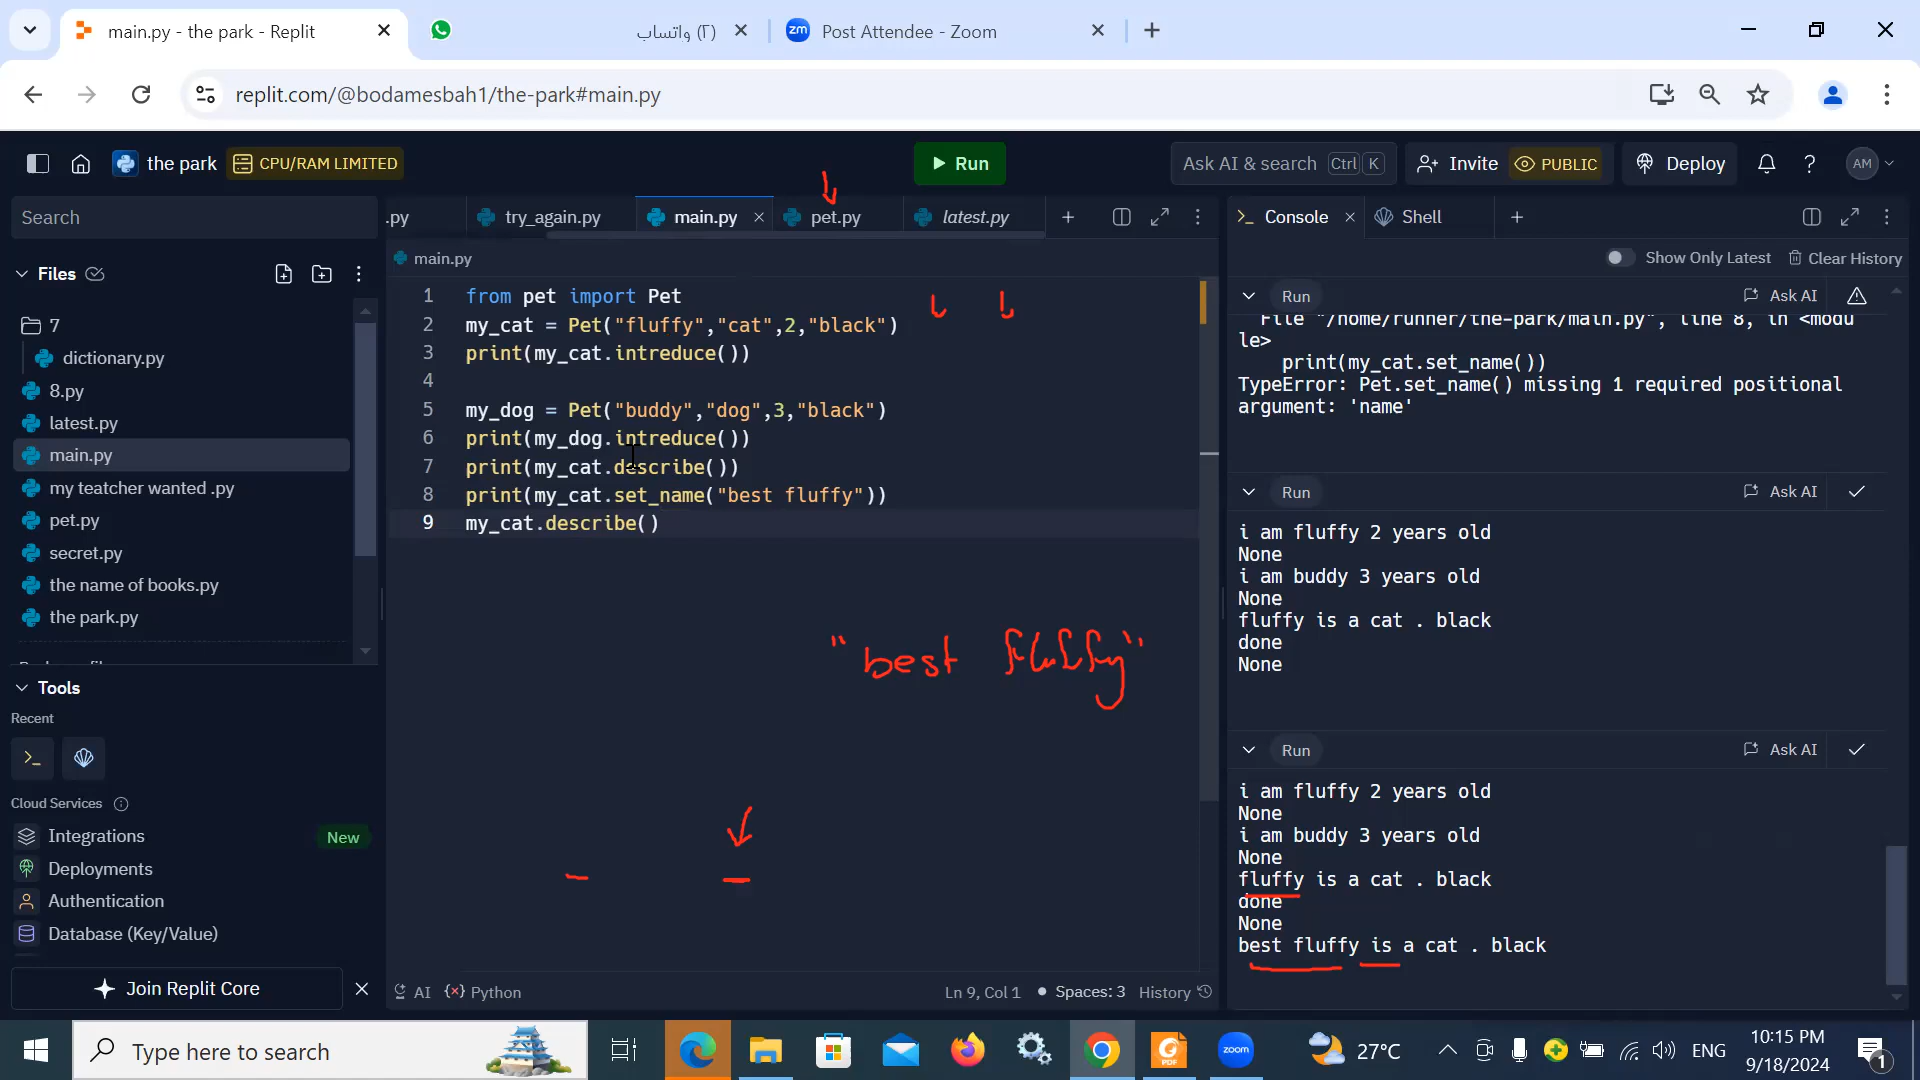 main.py - the park - Replit
(٢) واتساب
Post Attendee - Zoom
replit.com/@bodamesbah1/the-park#main.py
the park
CPU/RAM LIMITED
Run
Ask AI & search Ctrl K
Invite
PUBLIC
Deploy
AM
Search
.py
try_again.py
main.py
pet.py
latest.py
Console
Shell
Files
main.py
Show Only Latest
Clear History
7
dictionary.py
8.py
latest.py
main.py
my teatcher wanted .py
pet.py
secret.py
the name of books.py
the park.py
Tools
Recent
Cloud Services
Integrations
New
Deployments
Authentication
Database (Key/Value)
Join Replit Core
1 from pet import Pet
2 my_cat = Pet("fluffy","cat",2,"black")
3 print(my_cat.intreduce())
4
5 my_dog = Pet("buddy","dog",3,"black")
6 print(my_dog.intreduce())
7 print(my_cat.describe())
8 print(my_cat.set_name("best fluffy"))
9 my_cat.describe()
"best fluffy"
AI
Python
Ln 9, Col 1
Spaces: 3
History
Run
Ask AI
File "/home/runner/the-park/main.py", line 8, in <modu
le>
print(my_cat.set_name())
TypeError: Pet.set_name() missing 1 required positional
argument: 'name'
Run
Ask AI
i am fluffy 2 years old
None
i am buddy 3 years old
None
fluffy is a cat . black
done
None
Run
Ask AI
i am fluffy 2 years old
None
i am buddy 3 years old
None
fluffy is a cat . black
done
None
best fluffy is a cat . black
Type here to search
zoom
27°C
ENG
10:15 PM
9/18/2024
1